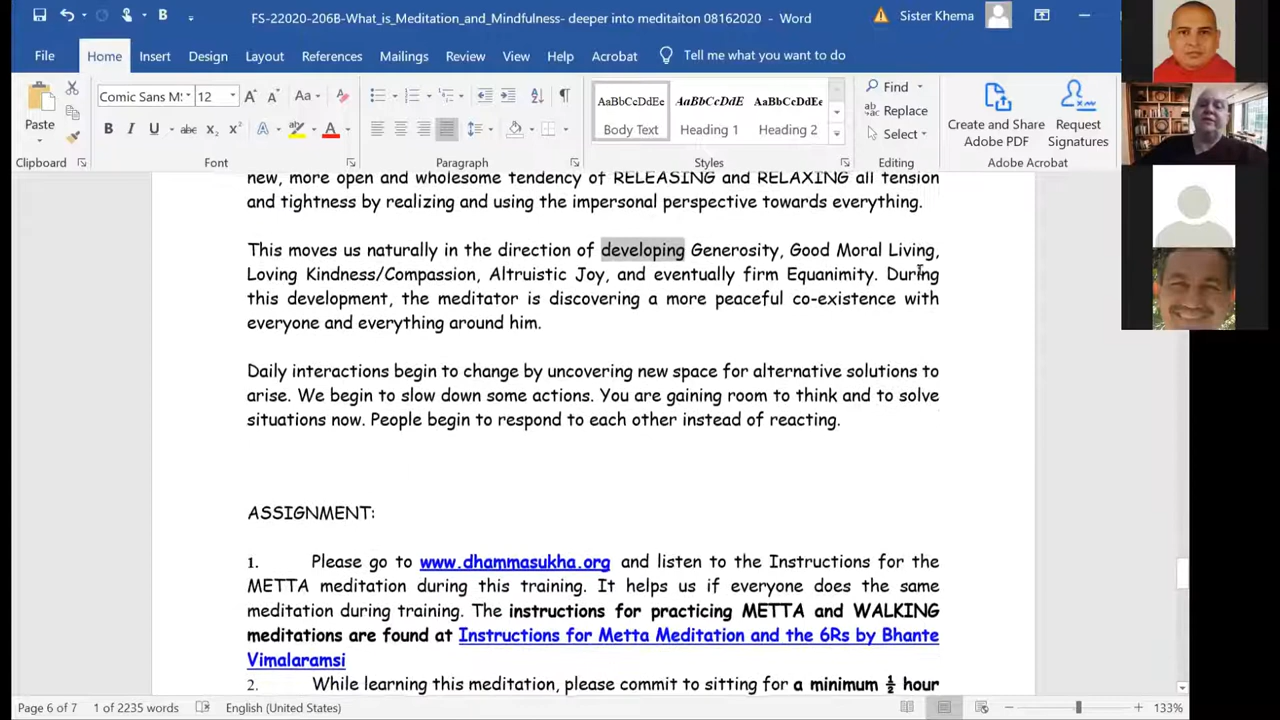 FS-22020-206B-What_is_Meditation_and_Mindfulness- deeper into meditaiton 08162020 - Word
Sister Khema
File
Home
Insert
Design
Layout
References
Mailings
Review
View
Help
Acrobat
Tell me what you want to do
Paste
Clipboard
Comic Sans M
12
Font
Paragraph
AaBbCcDdEe
Body Text
AaBbCcDdE
Heading 1
AaBbCcDdEe
Heading 2
Styles
Find
Replace
Select
Editing
Create and Share
Adobe PDF
Request
Signatures
Adobe Acrobat
new, more open and wholesome tendency of RELEASING and RELAXING all tension
and tightness by realizing and using the impersonal perspective towards everything.
This moves us naturally in the direction of developing Generosity, Good Moral Living,
Loving Kindness/Compassion, Altruistic Joy, and eventually firm Equanimity. During
this development, the meditator is discovering a more peaceful co-existence with
everyone and everything around him.
Daily interactions begin to change by uncovering new space for alternative solutions to
arise. We begin to slow down some actions. You are gaining room to think and to solve
situations now. People begin to respond to each other instead of reacting.
ASSIGNMENT:
1. Please go to www.dhammasukha.org and listen to the Instructions for the
METTA meditation during this training. It helps us if everyone does the same
meditation during training. The instructions for practicing METTA and WALKING
meditations are found at Instructions for Metta Meditation and the 6Rs by Bhante
Vimalaramsi
2. While learning this meditation, please commit to sitting for a minimum ½ hour
Page 6 of 7
1 of 2235 words
English (United States)
133%